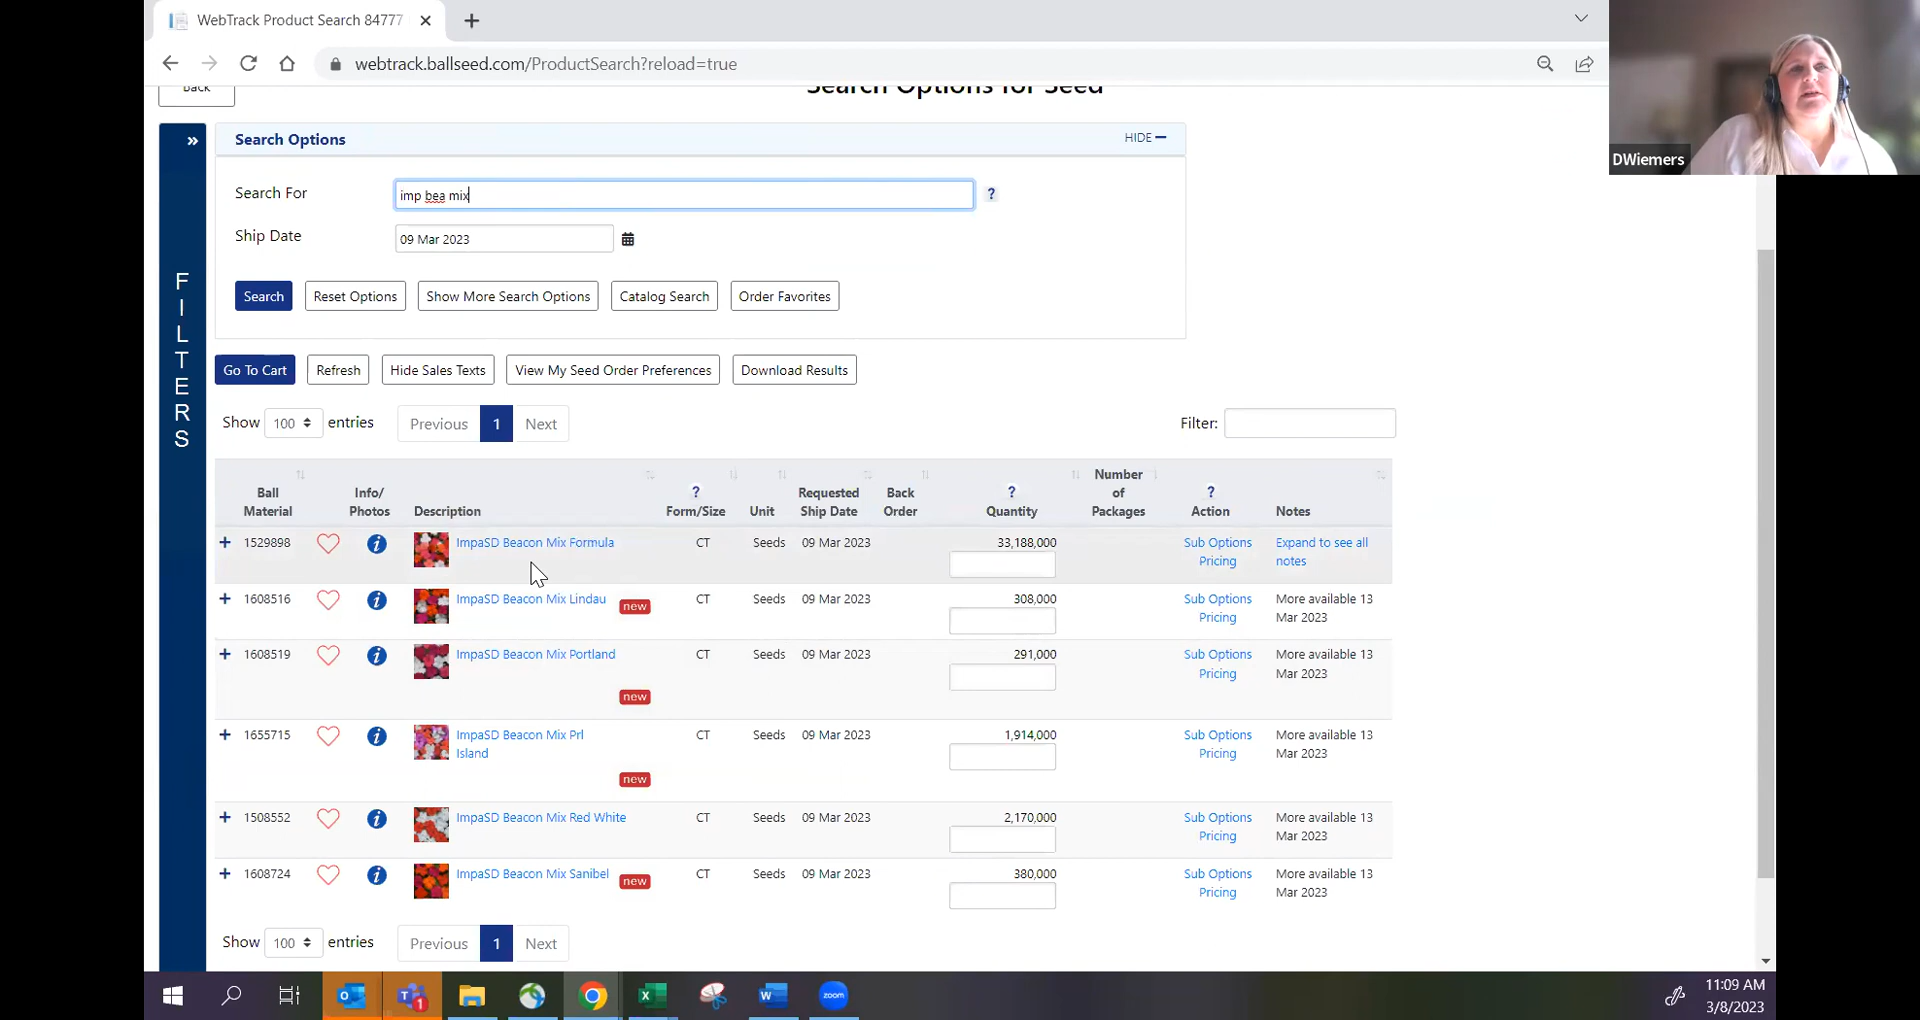 WebTrack Product Search 84777
webtrack.ballseed.com/ProductSearch?reload=true
DWiemers
Back
Search Options for Seed
»
FILTERS
Search Options
HIDE
Search For
imp bea mix
?
Ship Date
09 Mar 2023
Search
Reset Options
Show More Search Options
Catalog Search
Order Favorites
Go To Cart
Refresh
Hide Sales Texts
View My Seed Order Preferences
Download Results
Show 100 entries
Previous 1 Next
Filter:
Ball Material
Info/ Photos
Description
? Form/Size
Unit
Requested Ship Date
Back Order
? Quantity
Number of Packages
? Action
Notes
+ 1529898 i ImpaSD Beacon Mix Formula CT Seeds 09 Mar 2023 33,188,000 Sub Options Expand to see all
Pricing notes
+ 1608516 i ImpaSD Beacon Mix Lindau new CT Seeds 09 Mar 2023 308,000 Sub Options More available 13
Pricing Mar 2023
+ 1608519 i ImpaSD Beacon Mix Portland CT Seeds 09 Mar 2023 291,000 Sub Options More available 13
Pricing Mar 2023
new
+ 1655715 i ImpaSD Beacon Mix Prl CT Seeds 09 Mar 2023 1,914,000 Sub Options More available 13
Island Pricing Mar 2023
new
+ 1508552 i ImpaSD Beacon Mix Red White CT Seeds 09 Mar 2023 2,170,000 Sub Options More available 13
Pricing Mar 2023
+ 1608724 i ImpaSD Beacon Mix Sanibel new CT Seeds 09 Mar 2023 380,000 Sub Options More available 13
Pricing Mar 2023
Show 100 entries
Previous 1 Next
zoom
11:09 AM
3/8/2023